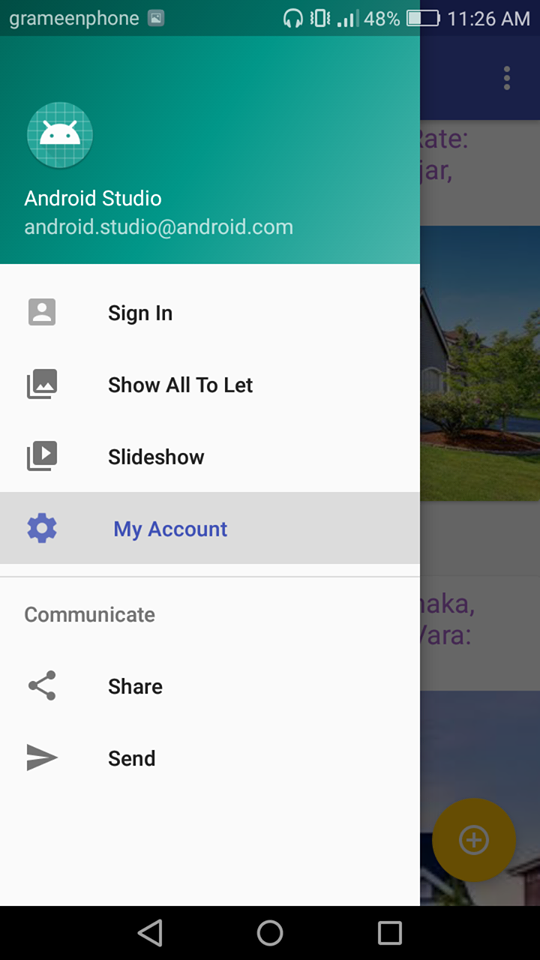 grameenphone 48% 11:26 AM
Android Studio
android.studio@android.com
Sign In
Show All To Let
Slideshow
My Account
Communicate
Share
Send
Rate:
jar,
haka,
Vara: